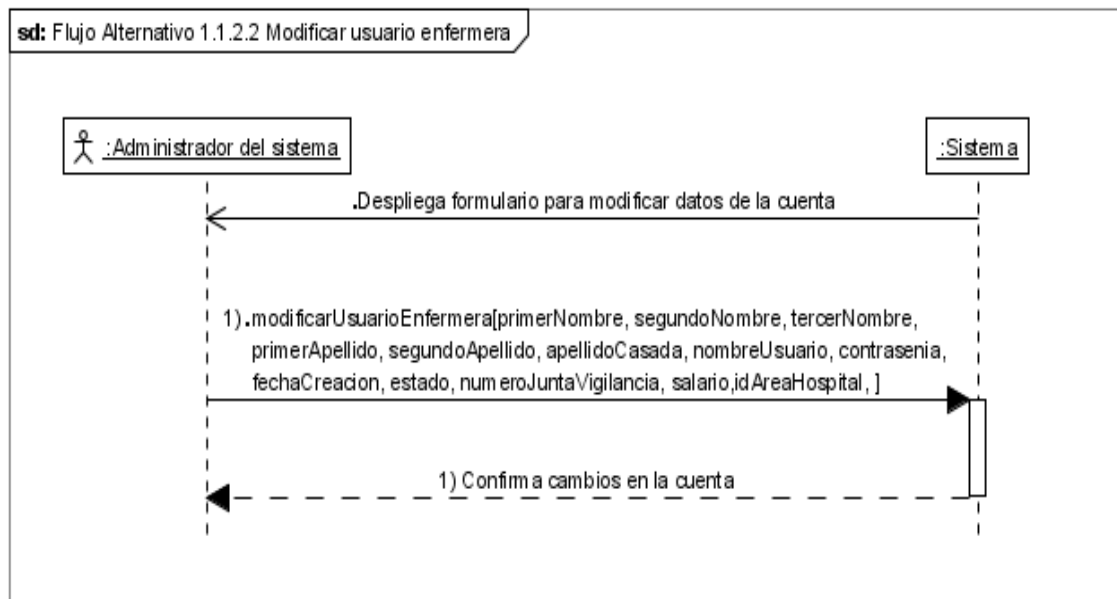 sd: Flujo Alternativo 1.1.2.2 Modificar usuario enfermera
:Administrador del sistema
:Sistema
.Despliega formulario para modificar datos de la cuenta
1) .modificarUsuarioEnfermera[primerNombre, segundoNombre, tercerNombre,
primerApellido, segundoApellido, apellidoCasada, nombreUsuario, contrasenia,
fechaCreacion, estado, numeroJuntaVigilancia, salario,idAreaHospital, ]
1) Confirma cambios en la cuenta